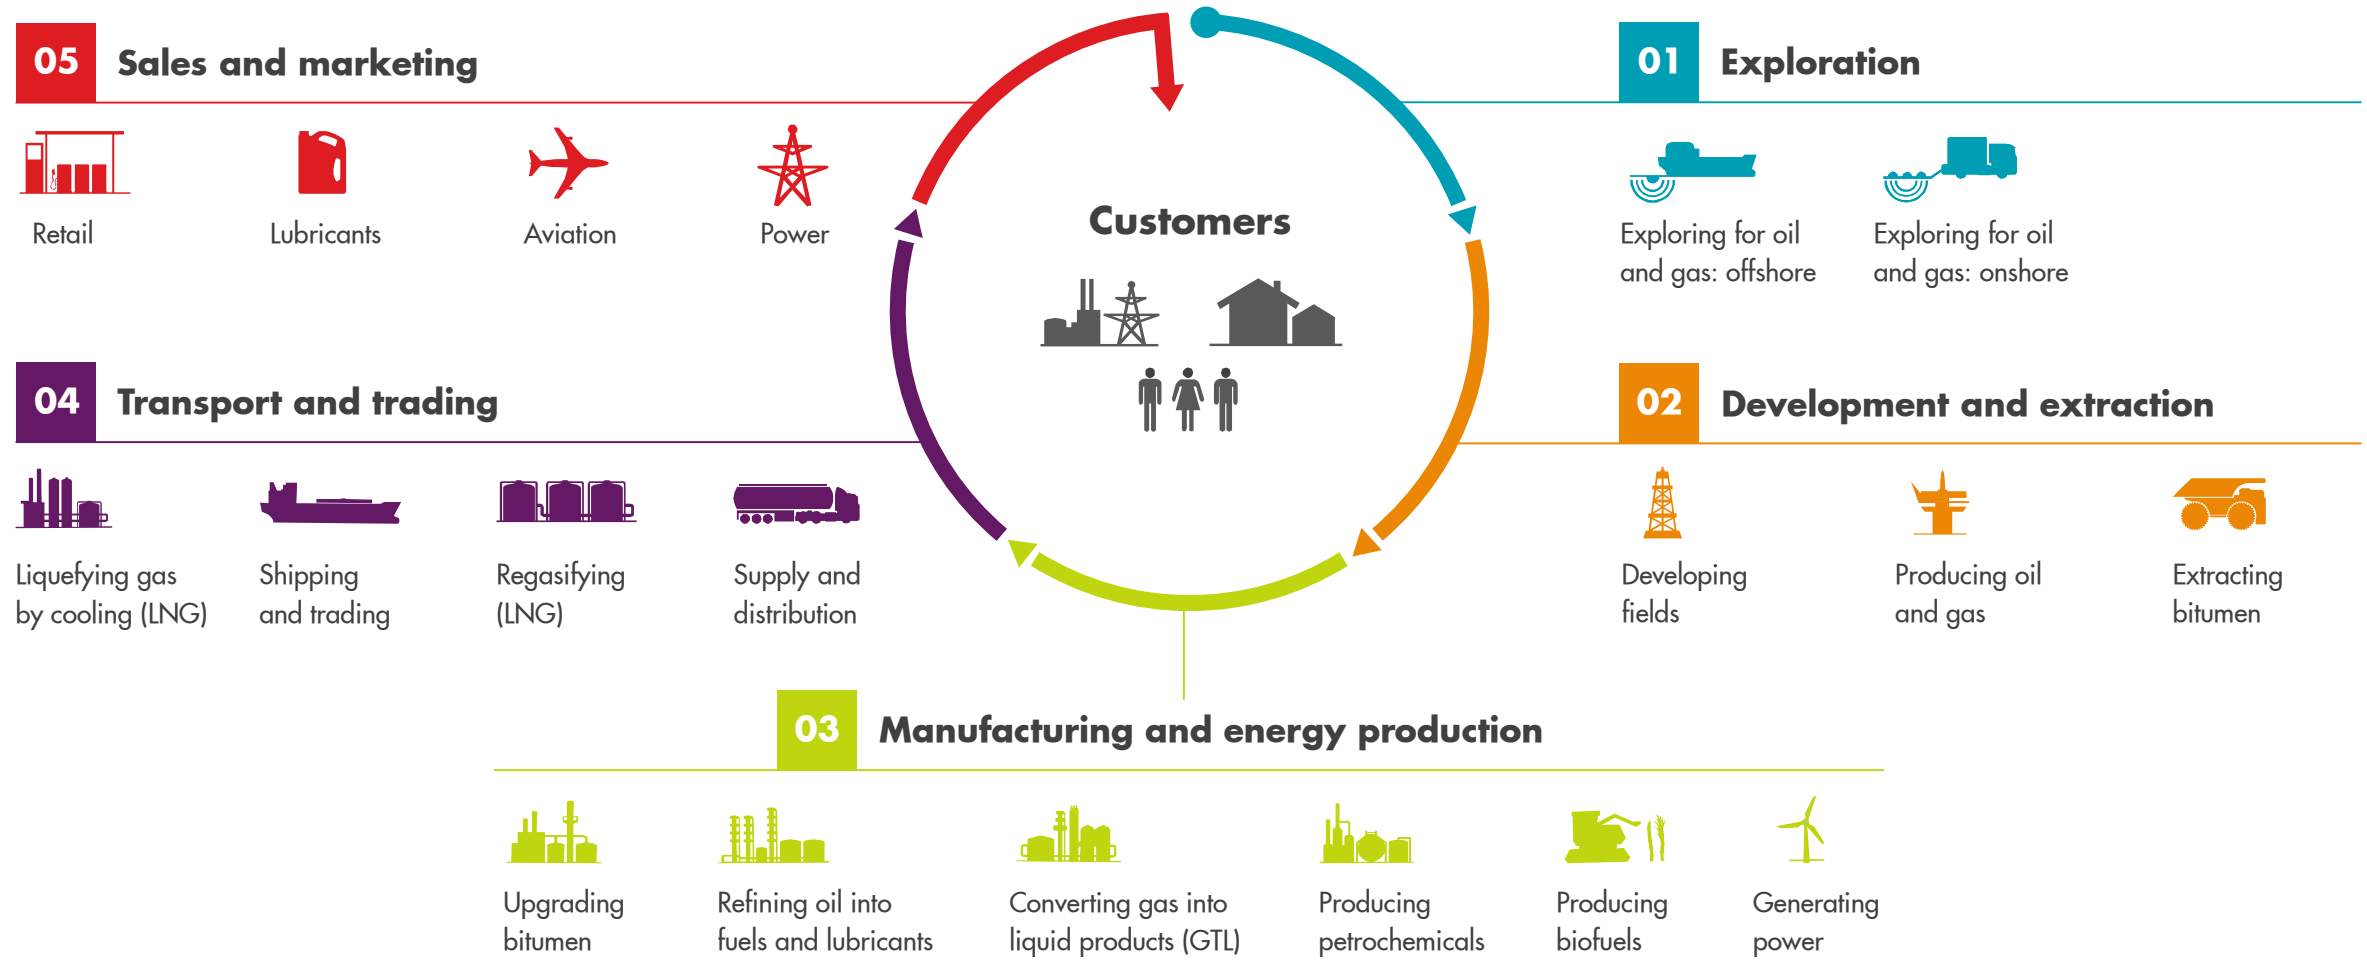 05
Sales and marketing
Retail
Lubricants
Aviation
Power
Customers
01
Exploration
Exploring for oil
and gas: offshore
Exploring for oil
and gas: onshore
04
Transport and trading
Liquefying gas
by cooling (LNG)
Shipping
and trading
Regasifying
(LNG)
Supply and
distribution
02
Development and extraction
Developing
fields
Producing oil
and gas
Extracting
bitumen
03
Manufacturing and energy production
Upgrading
bitumen
Refining oil into
fuels and lubricants
Converting gas into
liquid products (GTL)
Producing
petrochemicals
Producing
biofuels
Generating
power